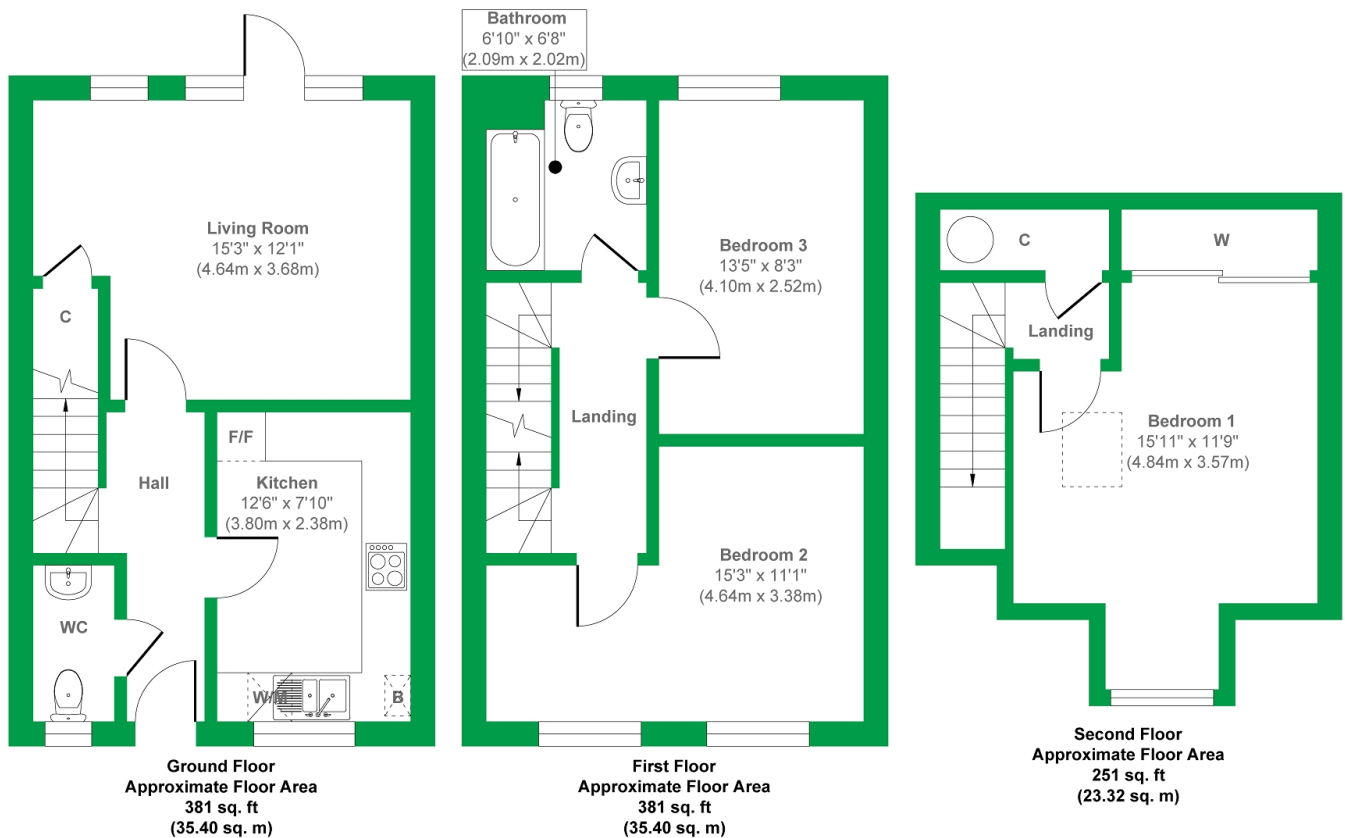 Living Room
15'3" x 12'1"
(4.64m x 3.68m)
C
Hall
F/F
Kitchen
12'6" x 7'10"
(3.80m x 2.38m)
WC
W/M
B
Ground Floor
Approximate Floor Area
381 sq. ft
(35.40 sq. m)
Bathroom
6'10" x 6'8"
(2.09m x 2.02m)
Bedroom 3
13'5" x 8'3"
(4.10m x 2.52m)
Landing
Bedroom 2
15'3" x 11'1"
(4.64m x 3.38m)
First Floor
Approximate Floor Area
381 sq. ft
(35.40 sq. m)
C
W
Landing
Bedroom 1
15'11" x 11'9"
(4.84m x 3.57m)
Second Floor
Approximate Floor Area
251 sq. ft
(23.32 sq. m)